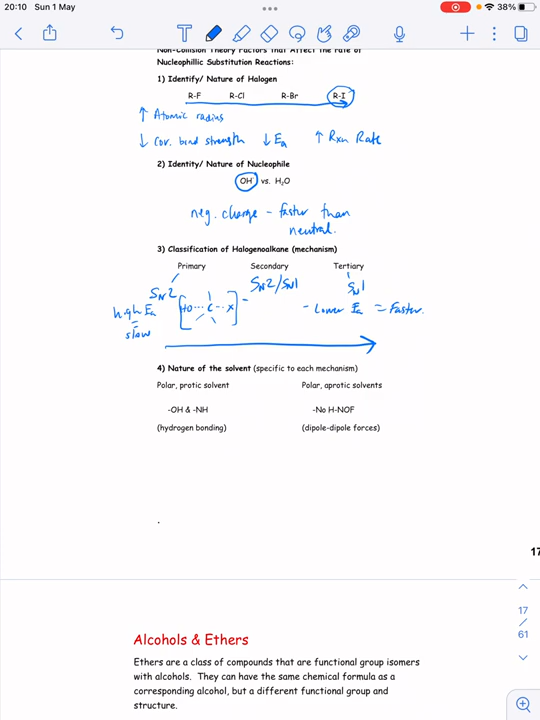 20:10 Sun 1 May
38%
Non-Collision Theory Factors That Affect The Rate of
Nucleophillic Substitution Reactions:
1) Identify/ Nature of Halogen
R-F R-Cl R-Br R-I
↑ Atomic radius
↓ Cov. bond strength ↓ Ea ↑ Rxn Rate
2) Identity/ Nature of Nucleophile
OH⁻ vs. H₂O
neg. charge - faster than
neutral.
3) Classification of Halogenoalkane (mechanism)
Primary Secondary Tertiary
SN2 SN2/SN1 SN1
high Ea [HO...C...X]⁻ - Lower Ea = Faster.
= slow
4) Nature of the solvent (specific to each mechanism)
Polar, protic solvent Polar, aprotic solvents
-OH & -NH -No H-NOF
(hydrogen bonding) (dipole-dipole forces)
17
17
/
61
Alcohols & Ethers
Ethers are a class of compounds that are functional group isomers
with alcohols. They can have the same chemical formula as a
corresponding alcohol, but a different functional group and
structure.